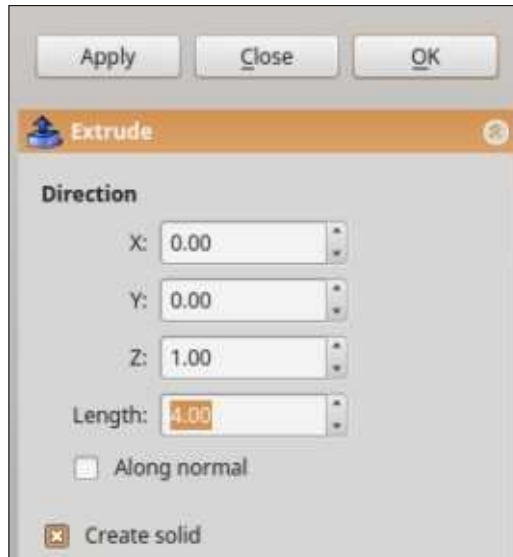 Apply Close OK
Extrude
Direction
X: 0.00
Y: 0.00
Z: 1.00
Length: 4.00
Along normal
Create solid